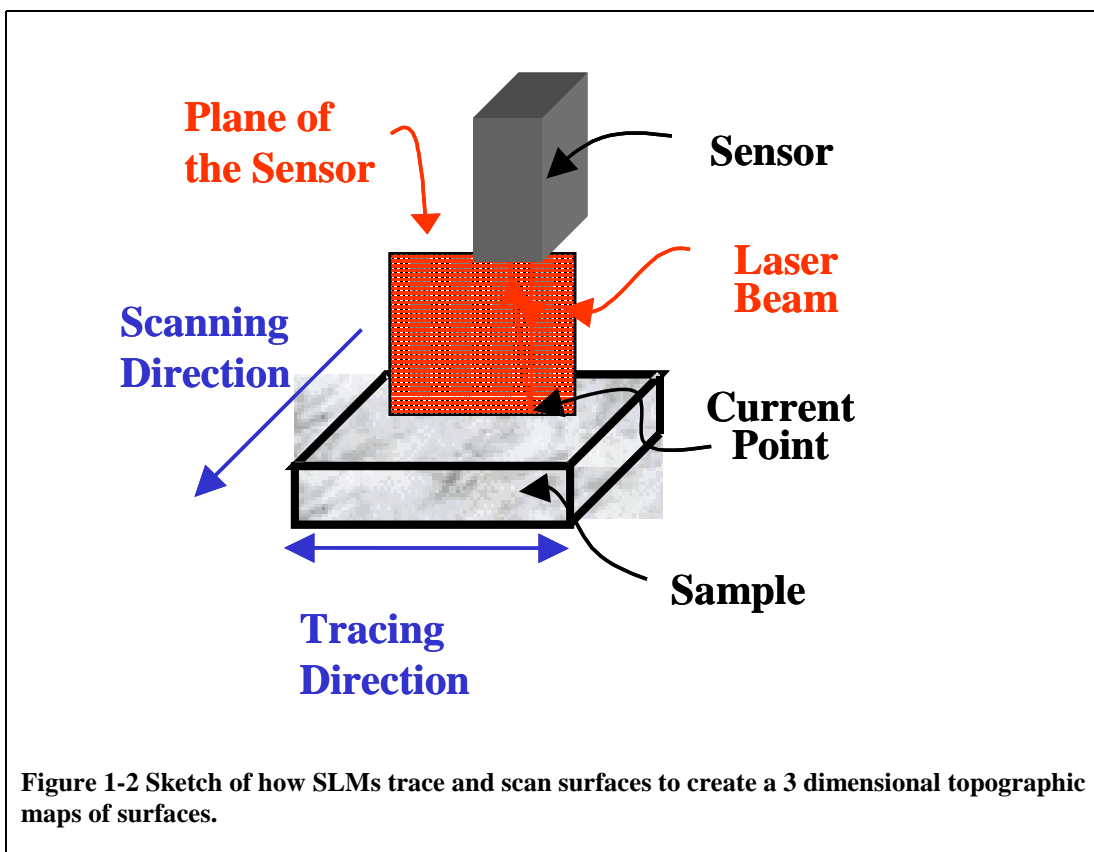 Plane of
the Sensor
Sensor
Laser
Beam
Scanning
Direction
Current
Point
Sample
Tracing
Direction
Figure 1-2 Sketch of how SLMs trace and scan surfaces to create a 3 dimensional topographic
maps of surfaces.